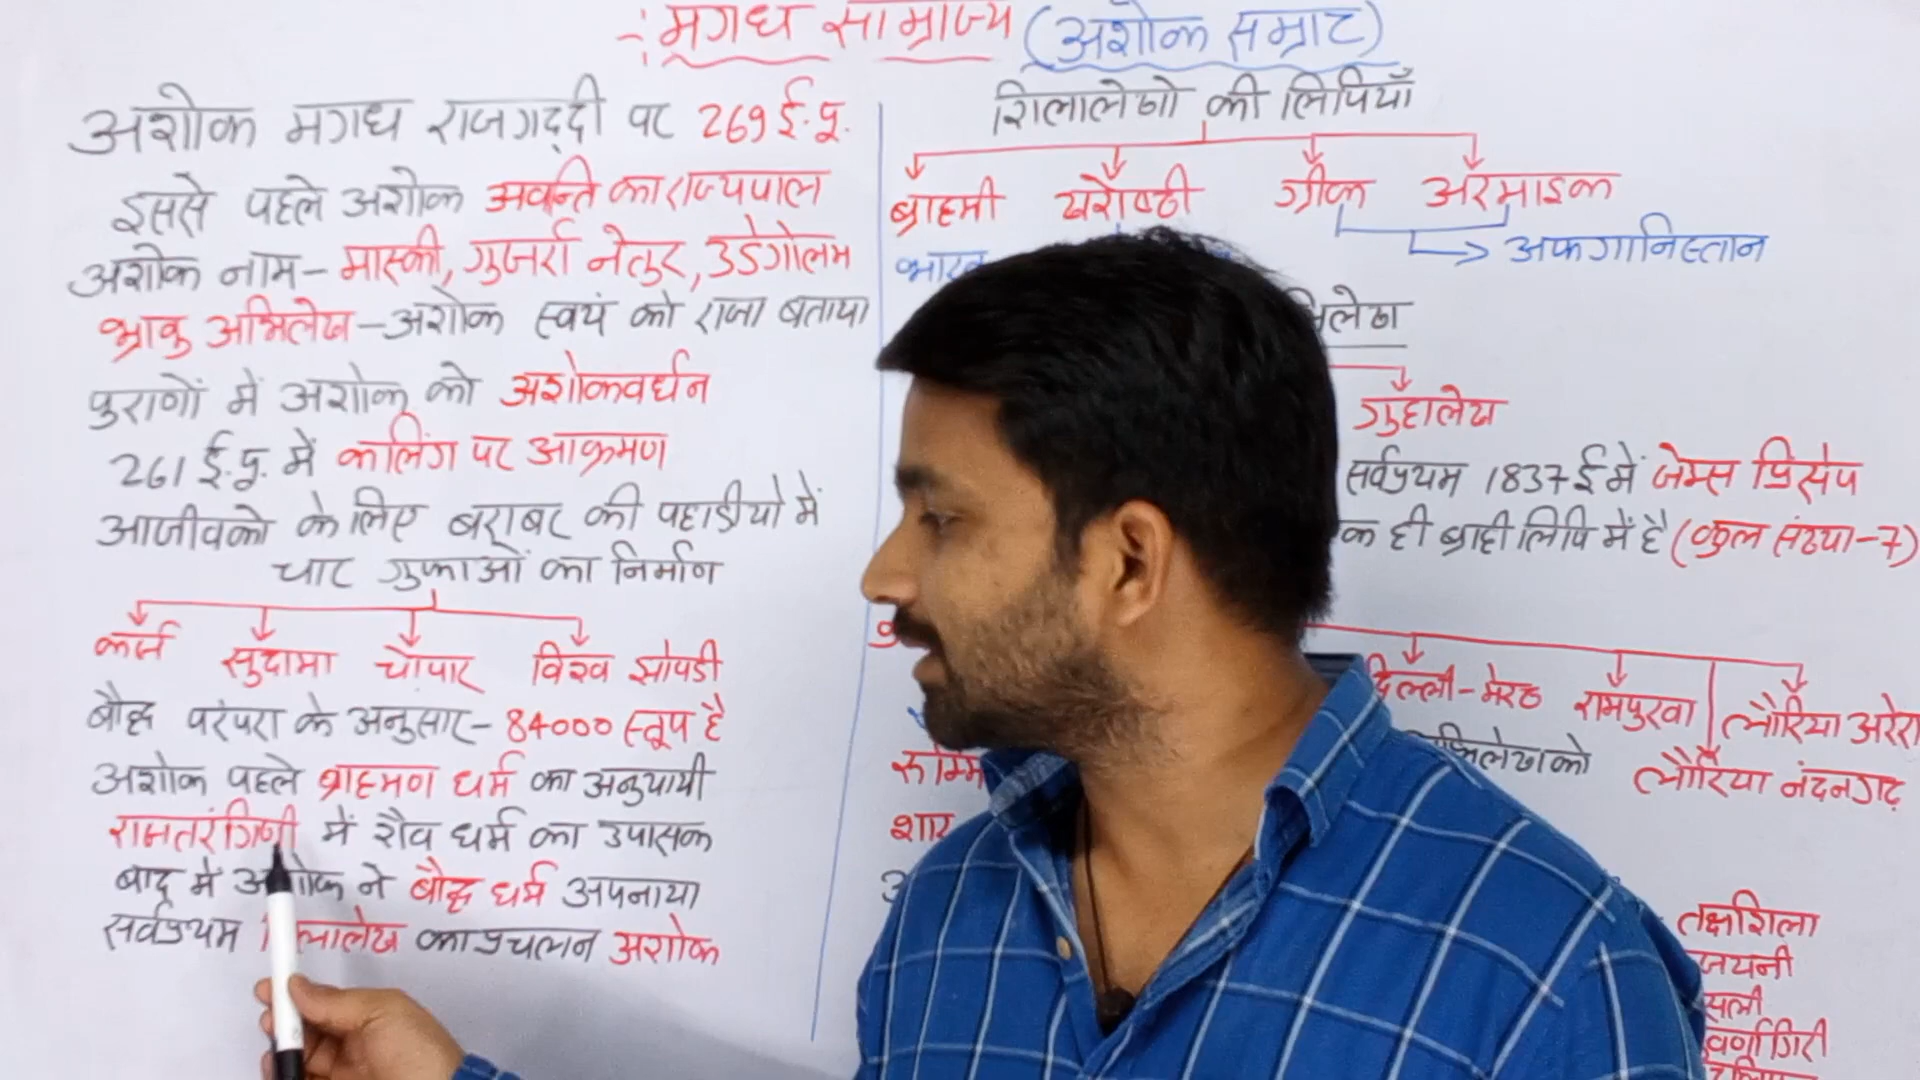 -: मगध साम्राज्य (अशोक सम्राट)
अशोक मगध राजगद्दी पर 269 ई.पू.
इससे पहले अशोक अवन्ति का राज्यपाल
अशोक नाम - मास्की, गुजर्रा नेतुर, उडेगोलम
भ्राबु अभिलेख - अशोक स्वयं को राजा बताया
पुराणों में अशोक को अशोकवर्धन
261 ई.पू. में कलिंग पर आक्रमण
आजीवको के लिए बराबर की पहाडीयो में
चार गुफाओं का निर्माण
कर्ज सुदामा चौपार विश्व झोपडी
बौद्ध परंपरा के अनुसार - 84000 स्तूप है
अशोक पहले ब्राह्मण धर्म का अनुयायी
राजतरंगिणी में शैव धर्म का उपासक
बाद में अशोक ने बौद्ध धर्म अपनाया
सर्वप्रथम शिलालेख का प्रचलन अशोक
शिलालेखो की लिपियाँ
ब्राह्मी खरोष्ठी ग्रीक अरमाइक
अफगानिस्तान
गुहालेख
सर्वप्रथम 1837 ई में जेम्स प्रिंसेप
ही ब्राही लिपि में है (कुल संख्या - 7)
दिल्ली - मेरठ रामपुरवा लौरिया अरेरा
लौरिया नंदनगढ़
तक्षशिला